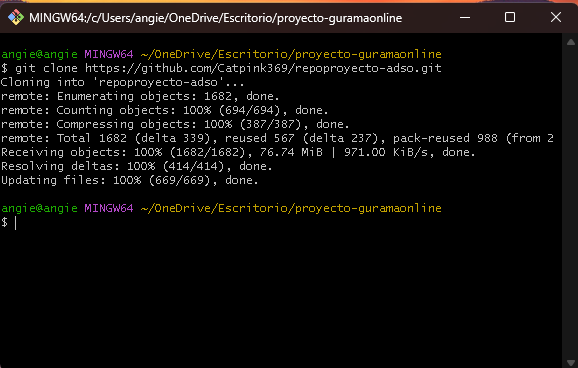 MINGW64:/c/Users/angie/OneDrive/Escritorio/proyecto-guramaonline
angie@angie MINGW64 ~/OneDrive/Escritorio/proyecto-guramaonline
$ git clone https://github.com/Catpink369/repoproyecto-adso.git
Cloning into 'repoproyecto-adso'...
remote: Enumerating objects: 1682, done.
remote: Counting objects: 100% (694/694), done.
remote: Compressing objects: 100% (387/387), done.
remote: Total 1682 (delta 339), reused 567 (delta 237), pack-reused 988 (from 2
Receiving objects: 100% (1682/1682), 76.74 MiB | 971.00 KiB/s, done.
Resolving deltas: 100% (414/414), done.
Updating files: 100% (669/669), done.
angie@angie MINGW64 ~/OneDrive/Escritorio/proyecto-guramaonline
$